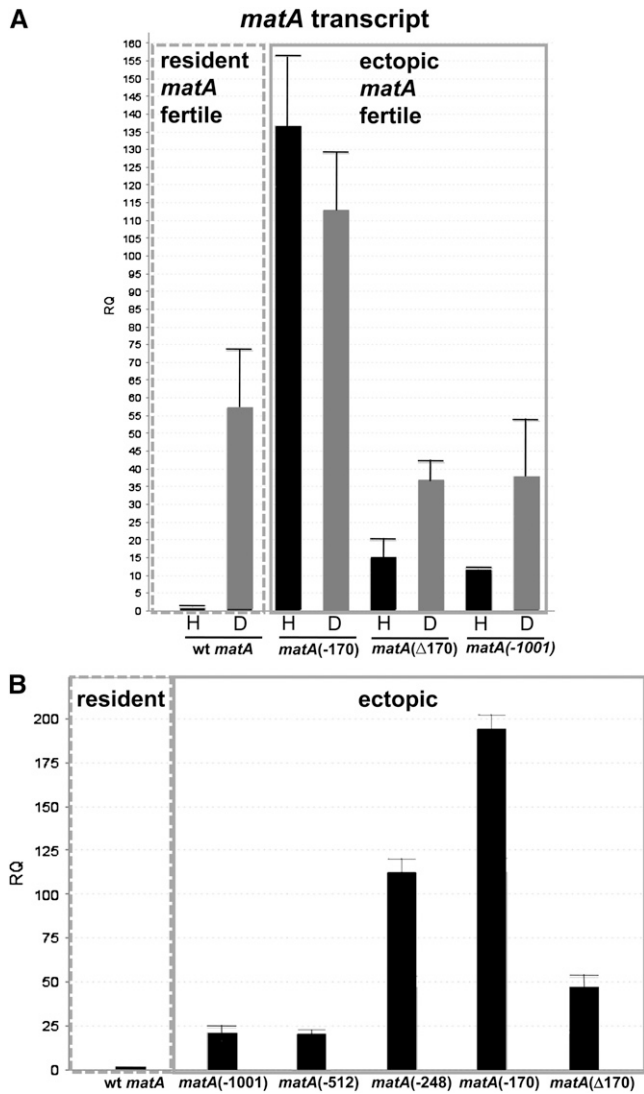 A
matA transcript
160
155
150
145
140
135
130
125
120
115
110
105
100
95
90
85
80
75
70
65
60
55
50
45
40
35
30
25
20
15
10
5
0
RQ
resident
matA
fertile
ectopic
matA
fertile
H D H D H D H D
wt matA matA(-170) matA(Δ170) matA(-1001)
B
resident ectopic
200
175
150
125
100
75
50
25
0
RQ
wt matA matA(-1001) matA(-512) matA(-248) matA(-170) matA(Δ170)